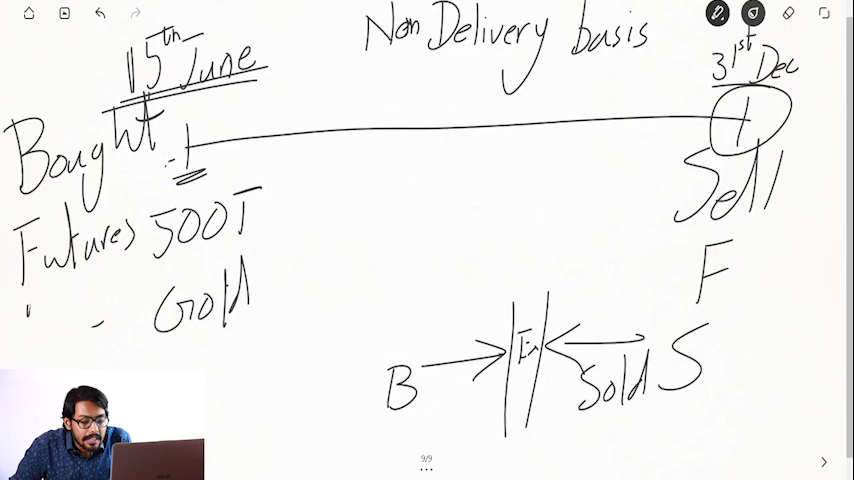 Non Delivery basis
15th June
31st Dec
Bought
Sell
Futures 500T
F
" - Gold
B
Ex
Sold S
9/9